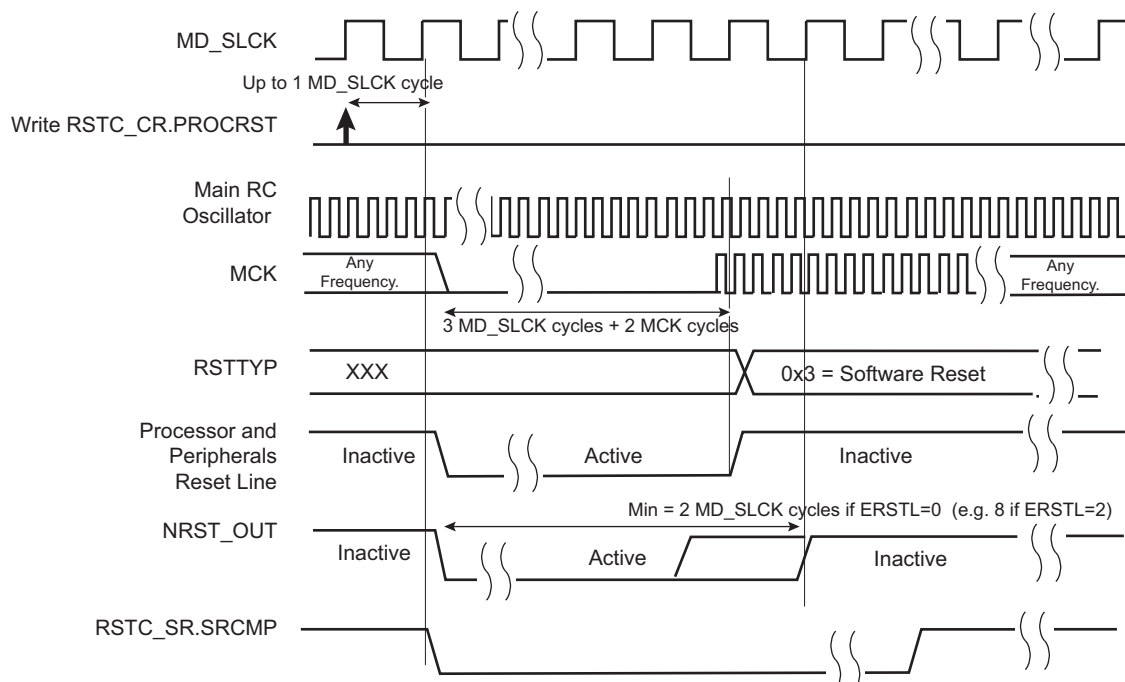 MD_SLCK
Up to 1 MD_SLCK cycle
Write RSTC_CR.PROCRST
Main RC
Oscillator
MCK
Any
Frequency.
Any
Frequency.
3 MD_SLCK cycles + 2 MCK cycles
RSTTYP
XXX
0x3 = Software Reset
Processor and
Peripherals
Reset Line
Inactive
Active
Inactive
Min = 2 MD_SLCK cycles if ERSTL=0 (e.g. 8 if ERSTL=2)
NRST_OUT
Inactive
Active
Inactive
RSTC_SR.SRCMP